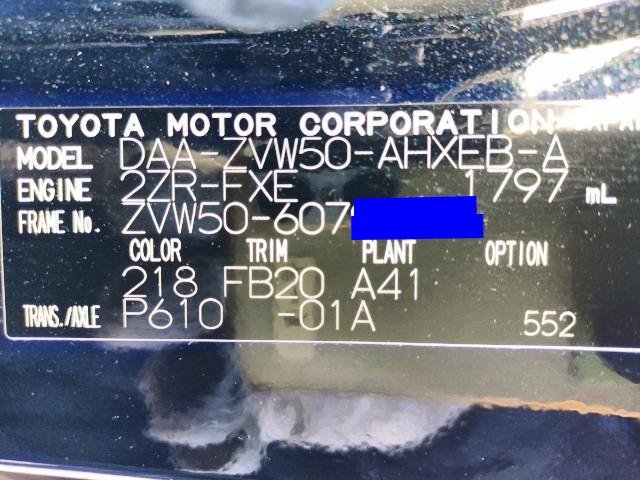 TOYOTA MOTOR CORPORATION JAPAN
MODEL DAA-ZVW50-AHXEB-A
ENGINE 2ZR-FXE 1797 mL
FRAME No. ZVW50-607
COLOR TRIM PLANT OPTION
218 FB20 A41
TRANS./AXLE P610 -01A 552